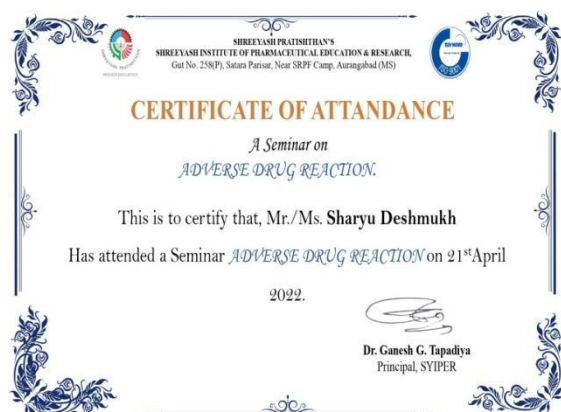 SHREEYASH PRATISHTHAN'S
SHREEYASH INSTITUTE OF PHARMACEUTICAL EDUCATION & RESEARCH,
Gut No. 258(P), Satara Parisar, Near SRPF Camp, Aurangabad (MS)
CERTIFICATE OF ATTANDANCE
A Seminar on
ADVERSE DRUG REACTION.
This is to certify that, Mr./Ms. Sharyu Deshmukh
Has attended a Seminar ADVERSE DRUG REACTION on 21st April
2022.
Dr. Ganesh G. Tapadiya
Principal, SYIPER